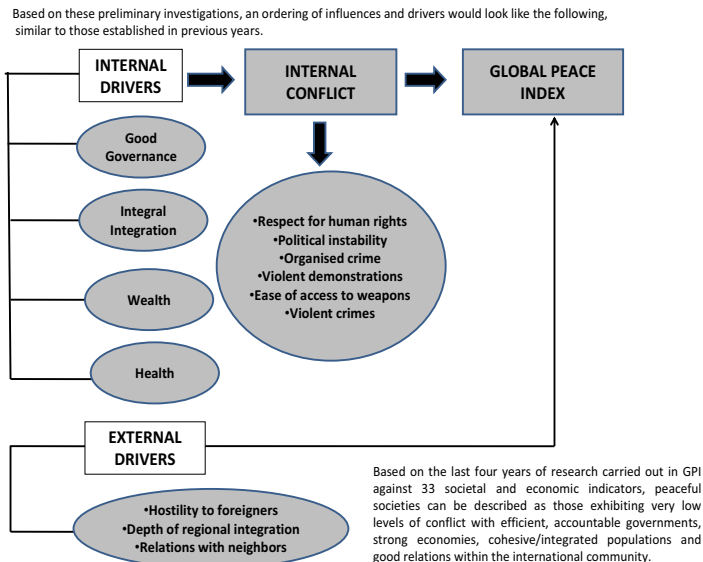 Based on these preliminary investigations, an ordering of influences and drivers would look like the following,
similar to those established in previous years.
INTERNAL
DRIVERS
INTERNAL
CONFLICT
GLOBAL PEACE
INDEX
Good
Governance
Integral
Integration
Wealth
Health
•Respect for human rights
•Political instability
•Organised crime
•Violent demonstrations
•Ease of access to weapons
•Violent crimes
EXTERNAL
DRIVERS
•Hostility to foreigners
•Depth of regional integration
•Relations with neighbors
Based on the last four years of research carried out in GPI
against 33 societal and economic indicators, peaceful
societies can be described as those exhibiting very low
levels of conflict with efficient, accountable governments,
strong economies, cohesive/integrated populations and
good relations within the international community.